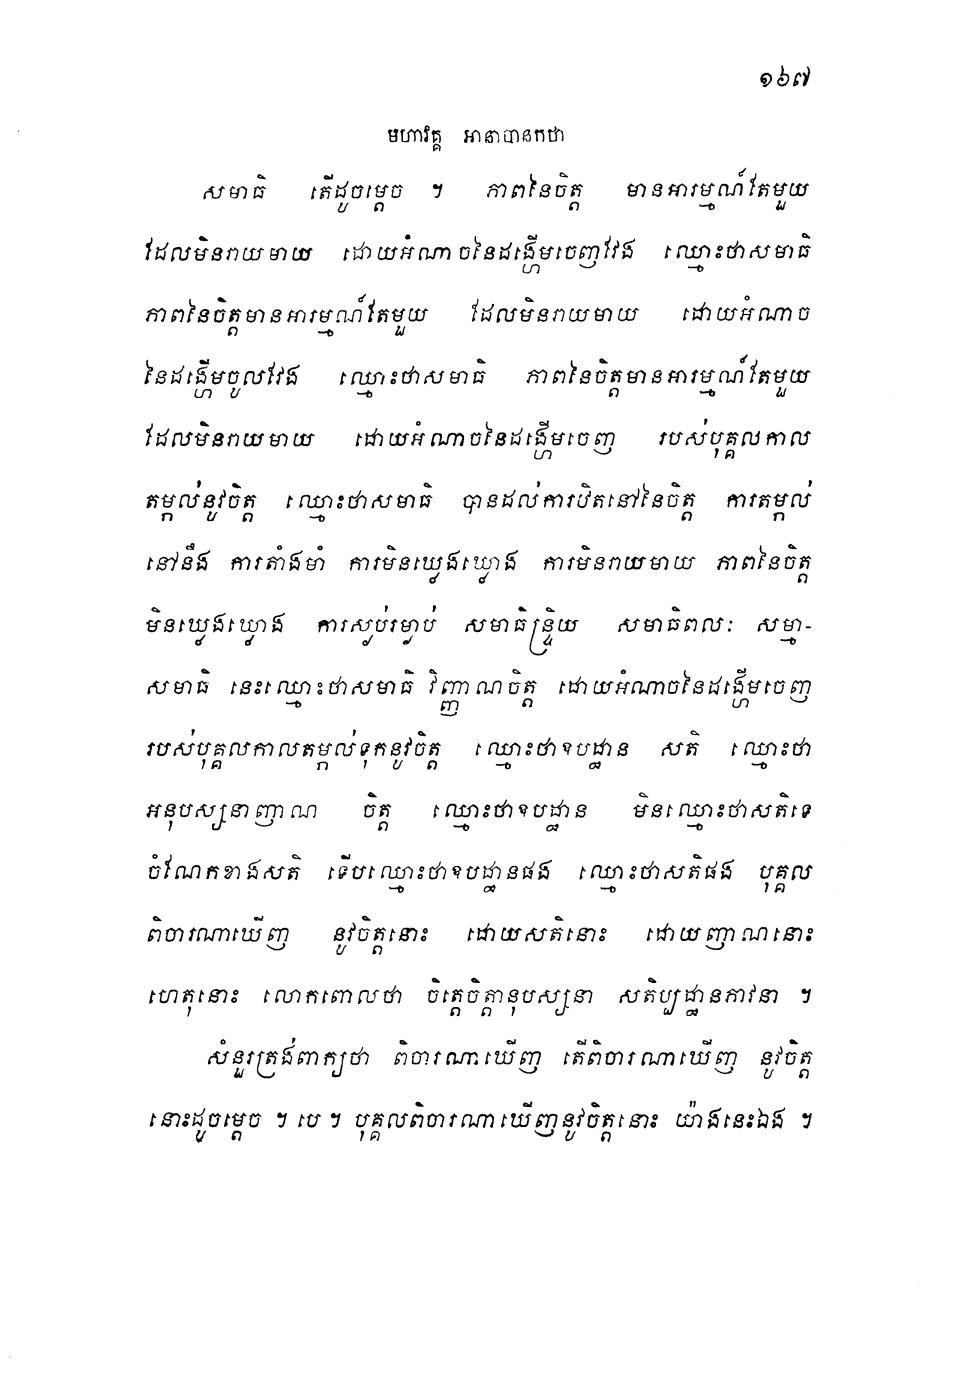 ១៦៧
មហាវគ្គ អានាបានកថា
សមាធិ តើដូចម្តេច ។ ភាពនៃចិត្ត មានអារម្មណ៍តែមួយ
ដែលមិនរាយមាយ ដោយអំណាចនៃដង្ហើមចេញវែង ឈ្មោះថាសមាធិ
ភាពនៃចិត្តមានអារម្មណ៍តែមួយ ដែលមិនរាយមាយ ដោយអំណាច
នៃដង្ហើមចូលវែង ឈ្មោះថាសមាធិ ភាពនៃចិត្តមានអារម្មណ៍តែមួយ
ដែលមិនរាយមាយ ដោយអំណាចនៃដង្ហើមចេញ របស់បុគ្គលកាល
តម្កល់នូវចិត្ត ឈ្មោះថាសមាធិ បានដល់ការឋិតនៅនៃចិត្ត ការតម្កល់
នៅនឹង ការតាំងមាំ ការមិនឃ្វេងឃ្វោង ការមិនរាយមាយ ភាពនៃចិត្ត
មិនឃ្វេងឃ្វោង ការស្ងប់រម្ងាប់ សមាធិន្ទ្រិយ សមាធិពលៈ សម្មា-
សមាធិ នេះឈ្មោះថាសមាធិ វិញ្ញាណចិត្ត ដោយអំណាចនៃដង្ហើមចេញ
របស់បុគ្គលកាលតម្កល់ទុកនូវចិត្ត ឈ្មោះថាឧបដ្ឋាន សតិ ឈ្មោះថា
អនុបស្សនាញាណ ចិត្ត ឈ្មោះថាឧបដ្ឋាន មិនឈ្មោះថាសតិទេ
ចំណែកខាងសតិ ទើបឈ្មោះថាឧបដ្ឋានផង ឈ្មោះថាសតិផង បុគ្គល
ពិចារណាឃើញ នូវចិត្តនោះ ដោយសតិនោះ ដោយញាណនោះ
ហេតុនោះ លោកពោលថា ចិត្តេចិត្តានុបស្សនា សតិប្បដ្ឋានភាវនា ។
សំនួរត្រង់ពាក្យថា ពិចារណាឃើញ តើពិចារណាឃើញ នូវចិត្ត
នោះដូចម្តេច ។ បេ ។ បុគ្គលពិចារណាឃើញនូវចិត្តនោះ យ៉ាងនេះឯង ។